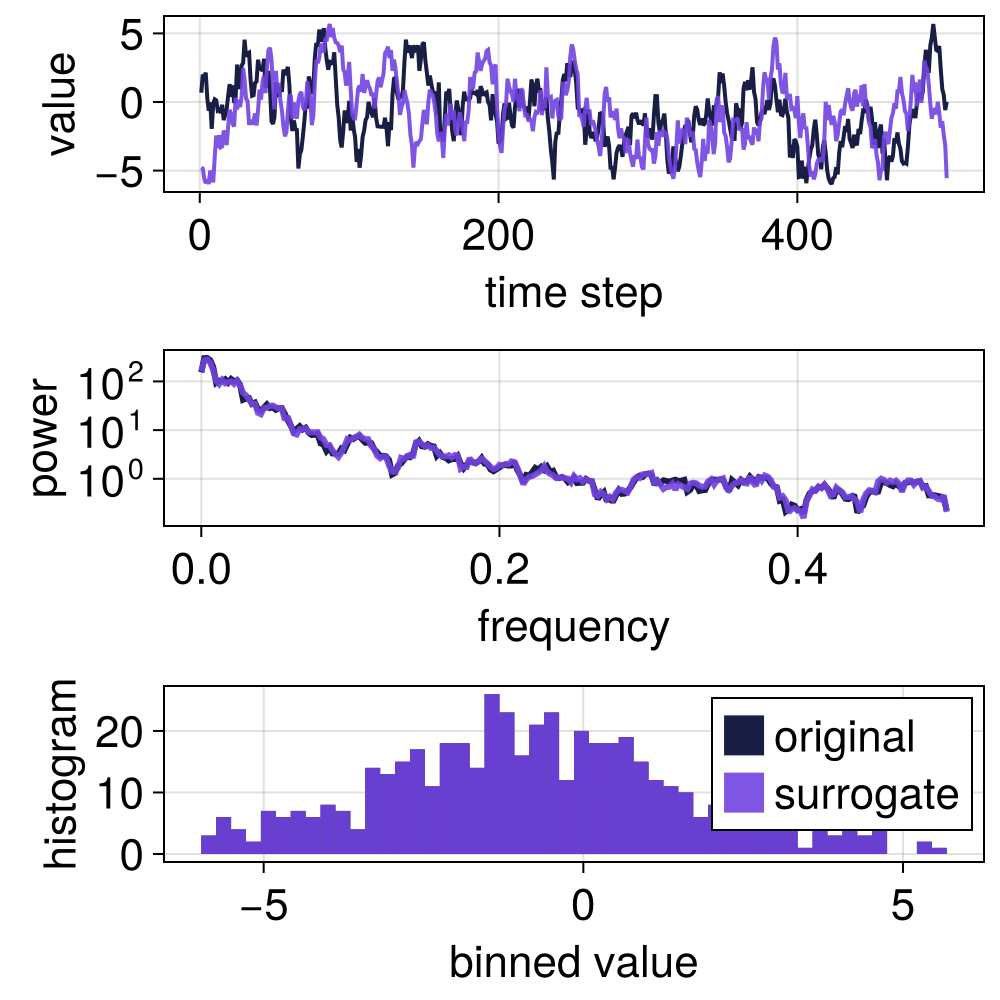 value
5
0
−5
0 200 400
time step
power
10²
10¹
10⁰
0.0 0.2 0.4
frequency
histogram
20
10
0
original
surrogate
−5 0 5
binned value